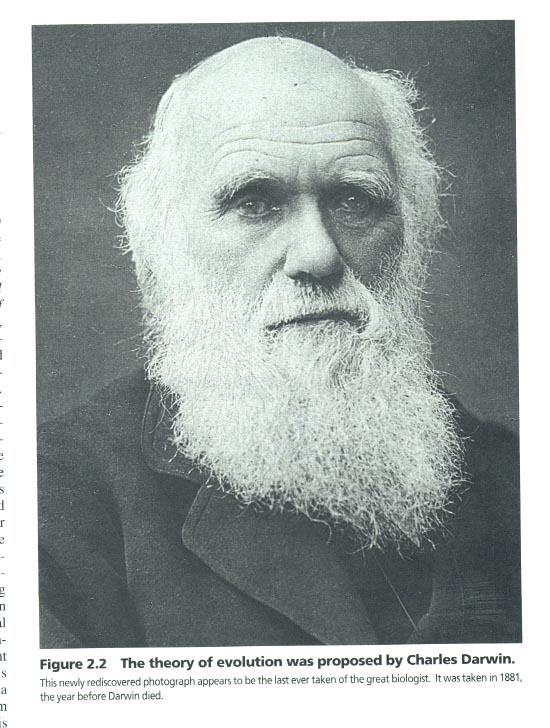 Figure 2.2 The theory of evolution was proposed by Charles Darwin.
This newly rediscovered photograph appears to be the last ever taken of the great biologist. It was taken in 1881,
the year before Darwin died.